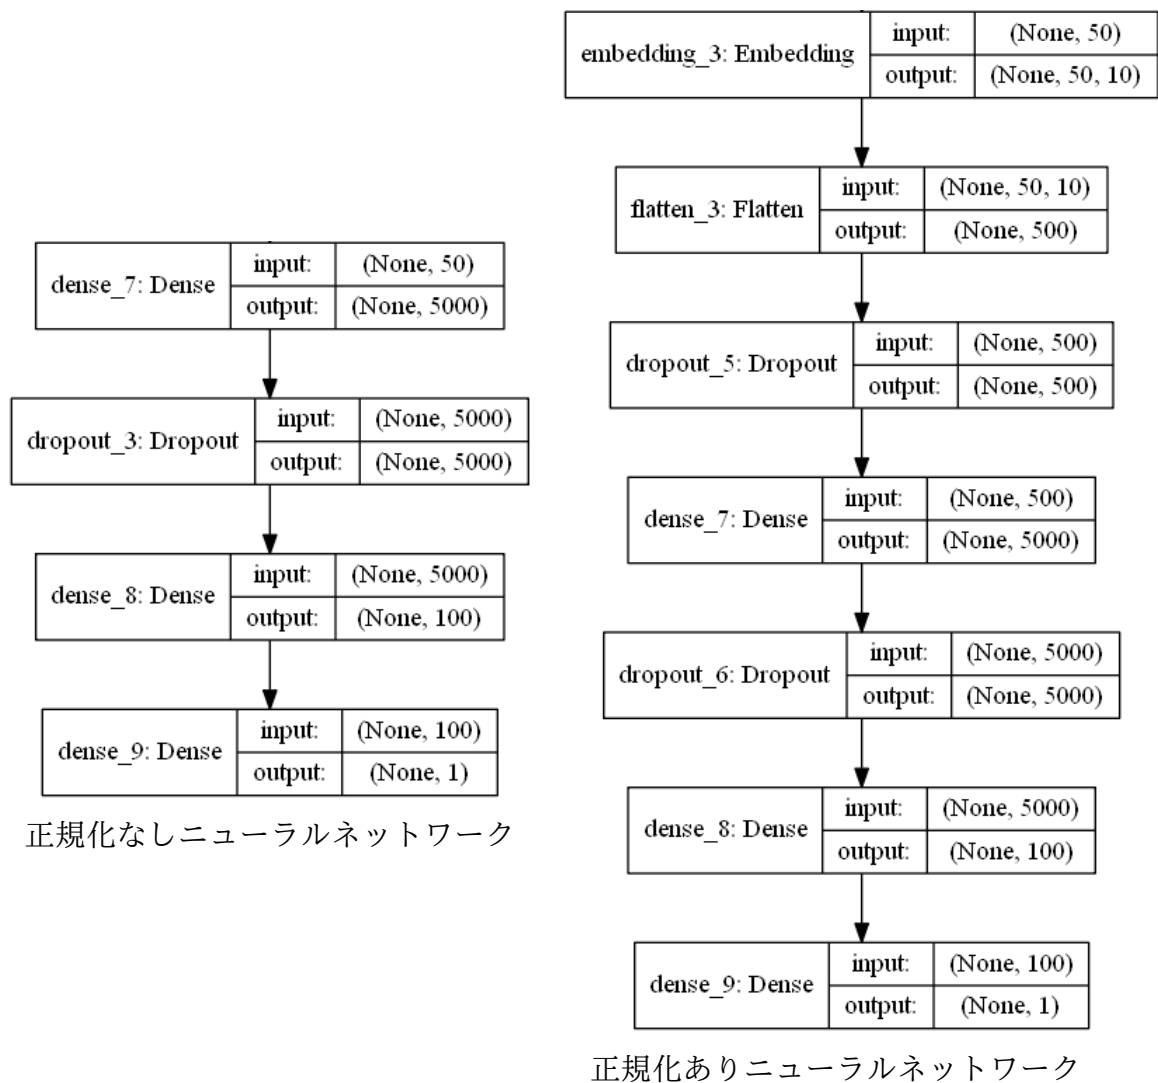 dense_7: Dense
input:
(None, 50)
output:
(None, 5000)
dropout_3: Dropout
input:
(None, 5000)
output:
(None, 5000)
dense_8: Dense
input:
(None, 5000)
output:
(None, 100)
dense_9: Dense
input:
(None, 100)
output:
(None, 1)
正規化なしニューラルネットワーク
embedding_3: Embedding
input:
(None, 50)
output:
(None, 50, 10)
flatten_3: Flatten
input:
(None, 50, 10)
output:
(None, 500)
dropout_5: Dropout
input:
(None, 500)
output:
(None, 500)
dense_7: Dense
input:
(None, 500)
output:
(None, 5000)
dropout_6: Dropout
input:
(None, 5000)
output:
(None, 5000)
dense_8: Dense
input:
(None, 5000)
output:
(None, 100)
dense_9: Dense
input:
(None, 100)
output:
(None, 1)
正規化ありニューラルネットワーク